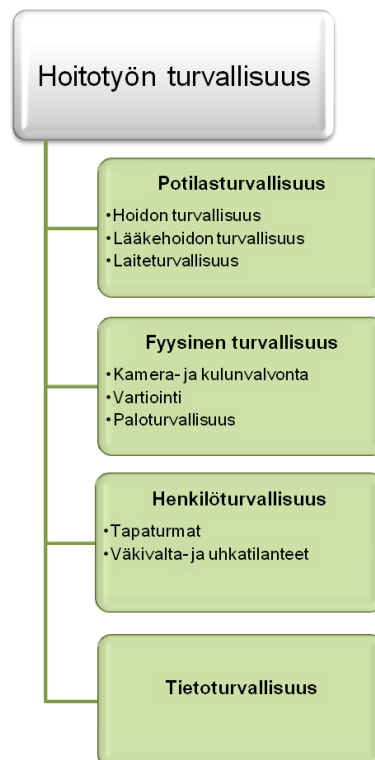 Hoitotyön turvallisuus
Potilasturvallisuus
•Hoidon turvallisuus
•Lääkehoidon turvallisuus
•Laiteturvallisuus
Fyysinen turvallisuus
•Kamera- ja kulunvalvonta
•Vartiointi
•Paloturvallisuus
Henkilöturvallisuus
•Tapaturmat
•Väkivalta- ja uhkatilanteet
Tietoturvallisuus